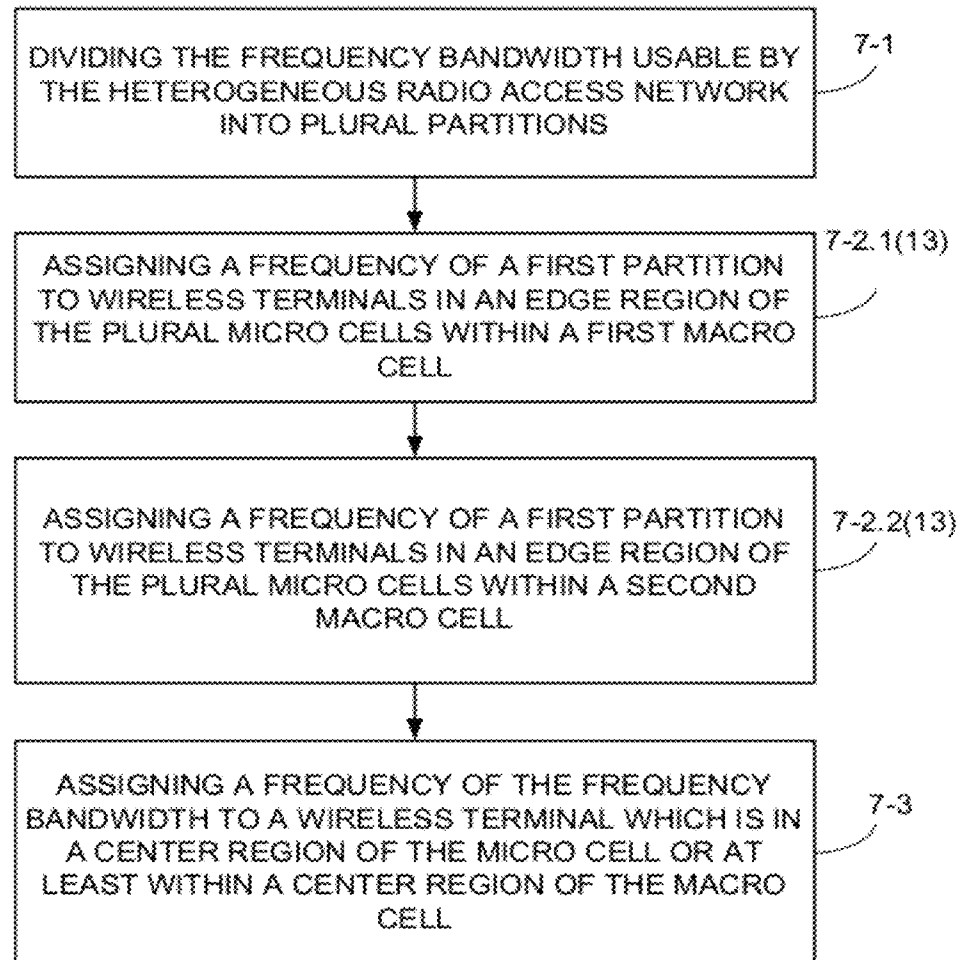 DIVIDING THE FREQUENCY BANDWIDTH USABLE BY
THE HETEROGENEOUS RADIO ACCESS NETWORK
INTO PLURAL PARTITIONS
7-1
ASSIGNING A FREQUENCY OF A FIRST PARTITION
TO WIRELESS TERMINALS IN AN EDGE REGION OF
THE PLURAL MICRO CELLS WITHIN A FIRST MACRO
CELL
7-2.1(13)
ASSIGNING A FREQUENCY OF A FIRST PARTITION
TO WIRELESS TERMINALS IN AN EDGE REGION OF
THE PLURAL MICRO CELLS WITHIN A SECOND
MACRO CELL
7-2.2(13)
ASSIGNING A FREQUENCY OF THE FREQUENCY
BANDWIDTH TO A WIRELESS TERMINAL WHICH IS IN
A CENTER REGION OF THE MICRO CELL OR AT
LEAST WITHIN A CENTER REGION OF THE MACRO
CELL
7-3